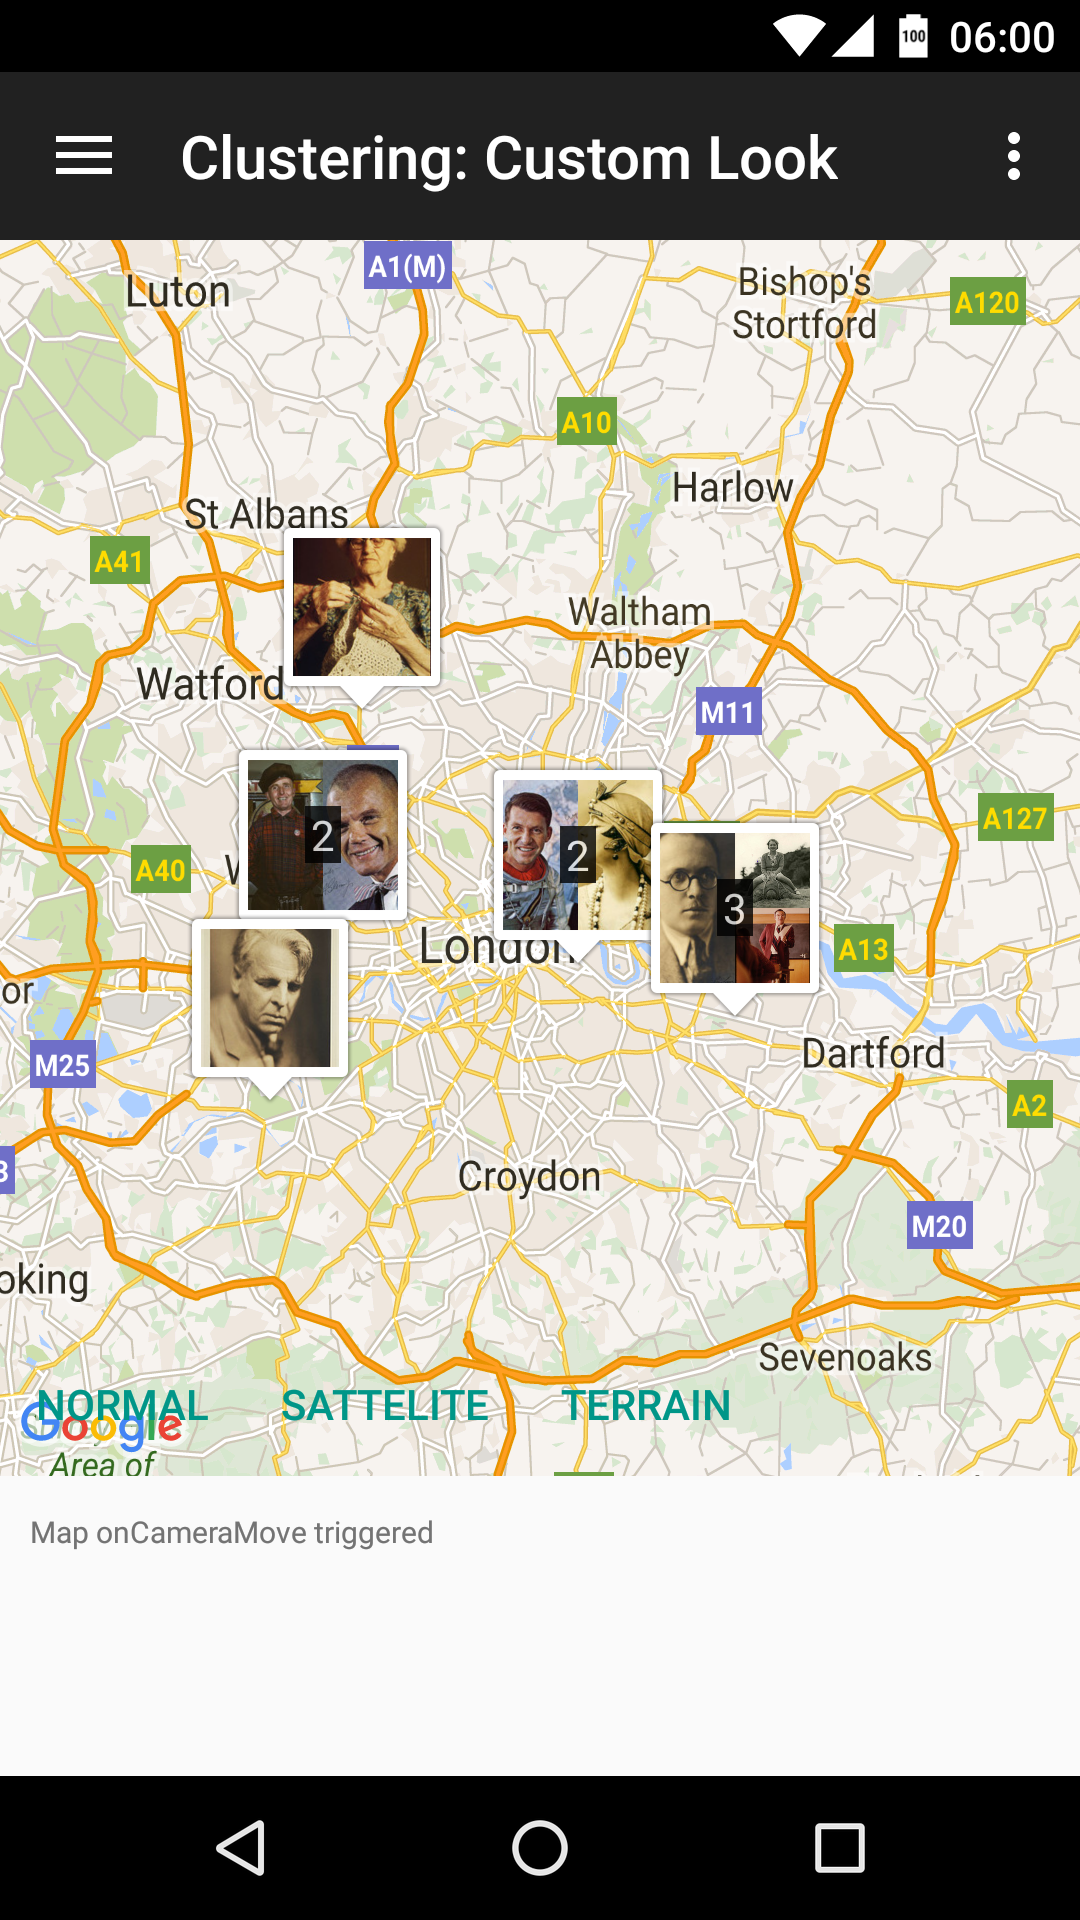 100 06:00
Clustering: Custom Look
A1(M)
Luton
Bishop's
Stortford
A120
A10
Harlow
St Albans
A41
Waltham
Abbey
Watford
M11
A127
2
2
A40
W
3
London
A13
or
M25
Dartford
A2
3
Croydon
M20
oking
Sevenoaks
NORMAL SATTELITE TERRAIN
Google
Area of
Map onCameraMove triggered